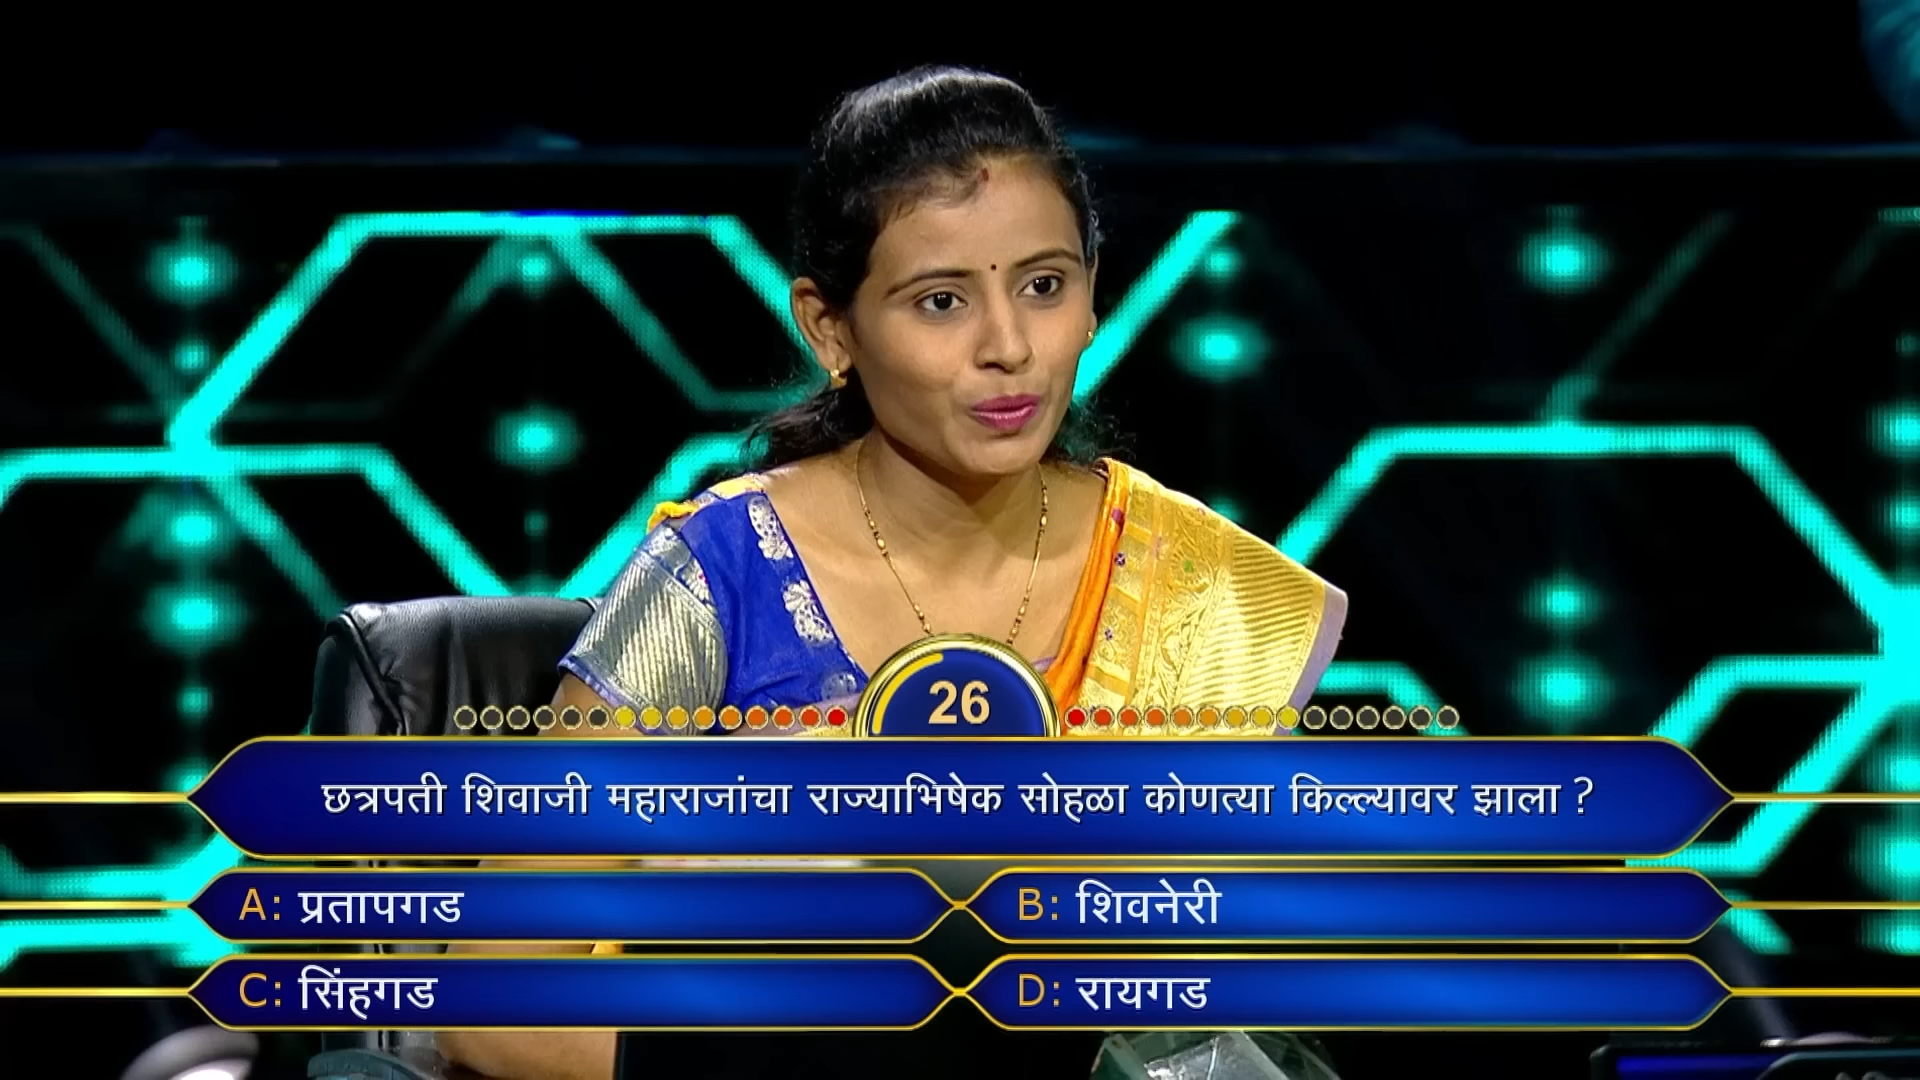 26
छत्रपती शिवाजी महाराजांचा राज्याभिषेक सोहळा कोणत्या किल्ल्यावर झाला ?
A: प्रतापगड
B: शिवनेरी
C: सिंहगड
D: रायगड